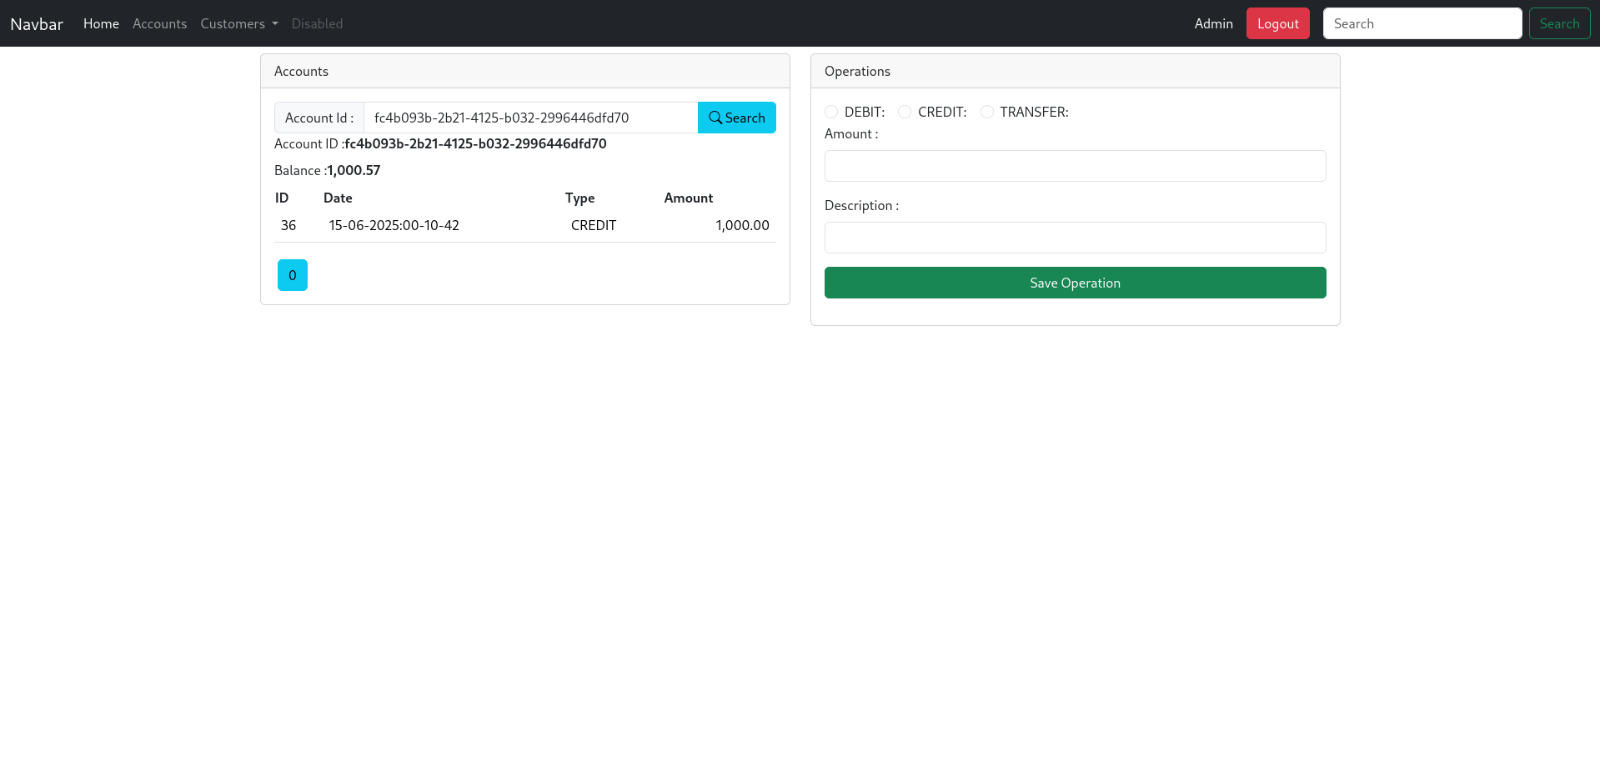 Navbar Home Accounts Customers Disabled Admin Logout Search Search
Accounts
Account Id : fc4b093b-2b21-4125-b032-2996446dfd70 Search
Account ID :fc4b093b-2b21-4125-b032-2996446dfd70
Balance :1,000.57
ID Date Type Amount
36 15-06-2025:00-10-42 CREDIT 1,000.00
0
Operations
DEBIT: CREDIT: TRANSFER:
Amount :
Description :
Save Operation